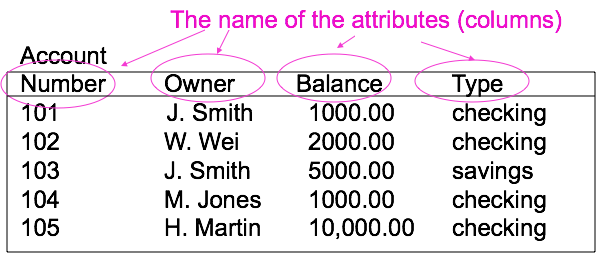 The name of the attributes (columns)
Account
Number Owner Balance Type
101 J. Smith 1000.00 checking
102 W. Wei 2000.00 checking
103 J. Smith 5000.00 savings
104 M. Jones 1000.00 checking
105 H. Martin 10,000.00 checking